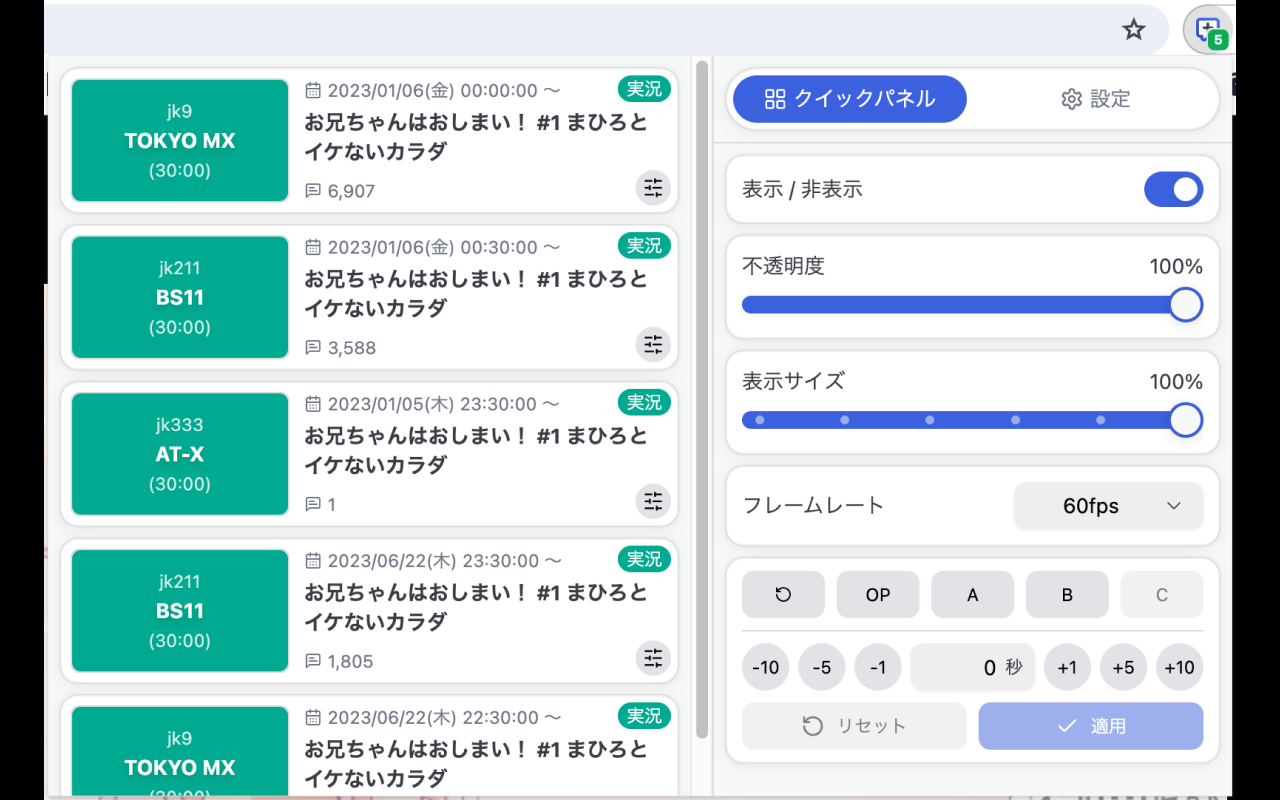 5
jk9
TOKYO MX
(30:00)
2023/01/06(金) 00:00:00 〜
実況
お兄ちゃんはおしまい！ #1 まひろと
イケないカラダ
6,907
jk211
BS11
(30:00)
2023/01/06(金) 00:30:00 〜
実況
お兄ちゃんはおしまい！ #1 まひろと
イケないカラダ
3,588
jk333
AT-X
(30:00)
2023/01/05(木) 23:30:00 〜
実況
お兄ちゃんはおしまい！ #1 まひろと
イケないカラダ
1
jk211
BS11
(30:00)
2023/06/22(木) 23:30:00 〜
実況
お兄ちゃんはおしまい！ #1 まひろと
イケないカラダ
1,805
jk9
TOKYO MX
(30:00)
2023/06/22(木) 22:30:00 〜
実況
お兄ちゃんはおしまい！ #1 まひろと
イケないカラダ
クイックパネル
設定
表示 / 非表示
不透明度
100%
表示サイズ
100%
フレームレート
60fps
OP
A
B
C
-10
-5
-1
0 秒
+1
+5
+10
リセット
適用